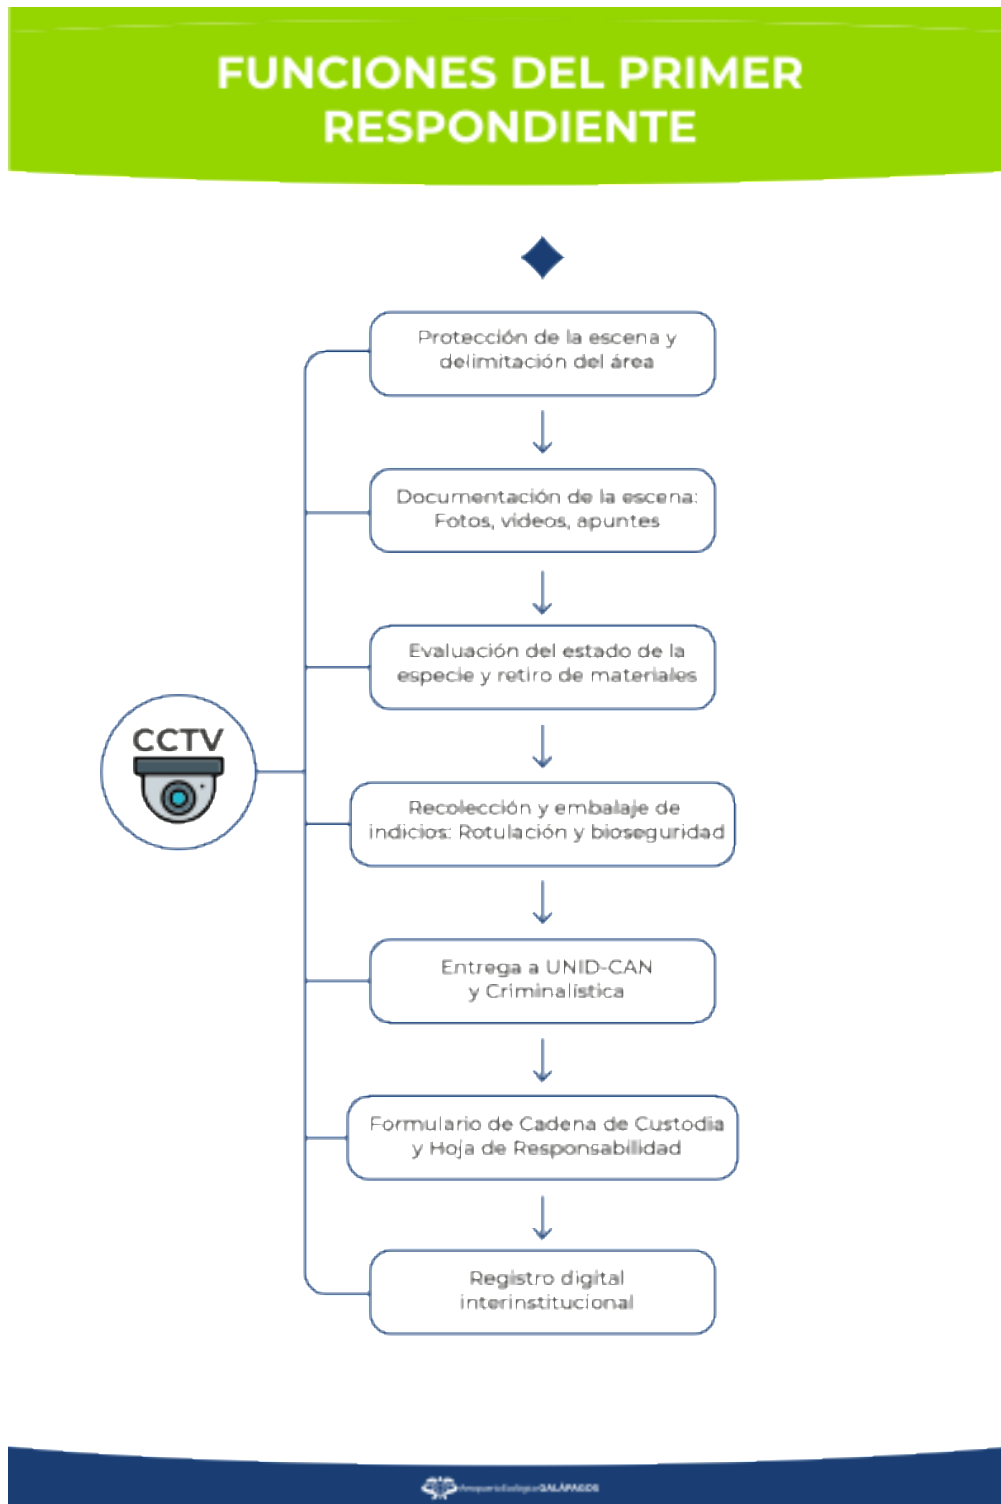 FUNCIONES DEL PRIMER
RESPONDIENTE
Protección de la escena y
delimitación del área
Documentación de la escena:
Fotos, videos, apuntes
Evaluación del estado de la
especie y retiro de materiales
CCTV
Recolección y embalaje de
indicios: Rotulación y bioseguridad
Entrega a UNID-CAN
y Criminalística
Formulario de Cadena de Custodia
y Hoja de Responsabilidad
Registro digital
interinstitucional
GALÁPAGOS